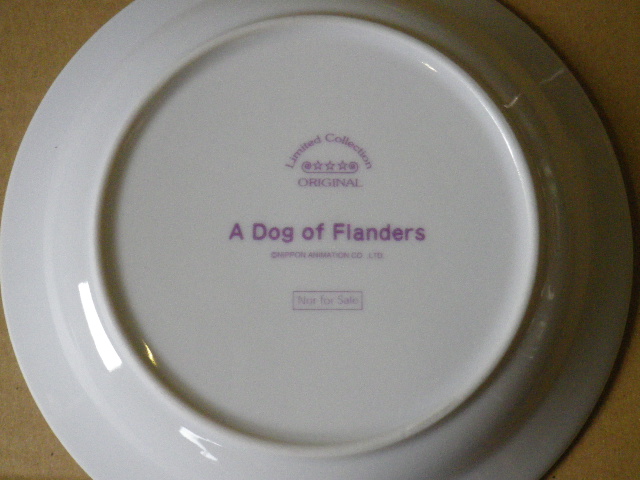 Limited Collection
ORIGINAL
A Dog of Flanders
©NIPPON ANIMATION CO., LTD.
Not for Sale